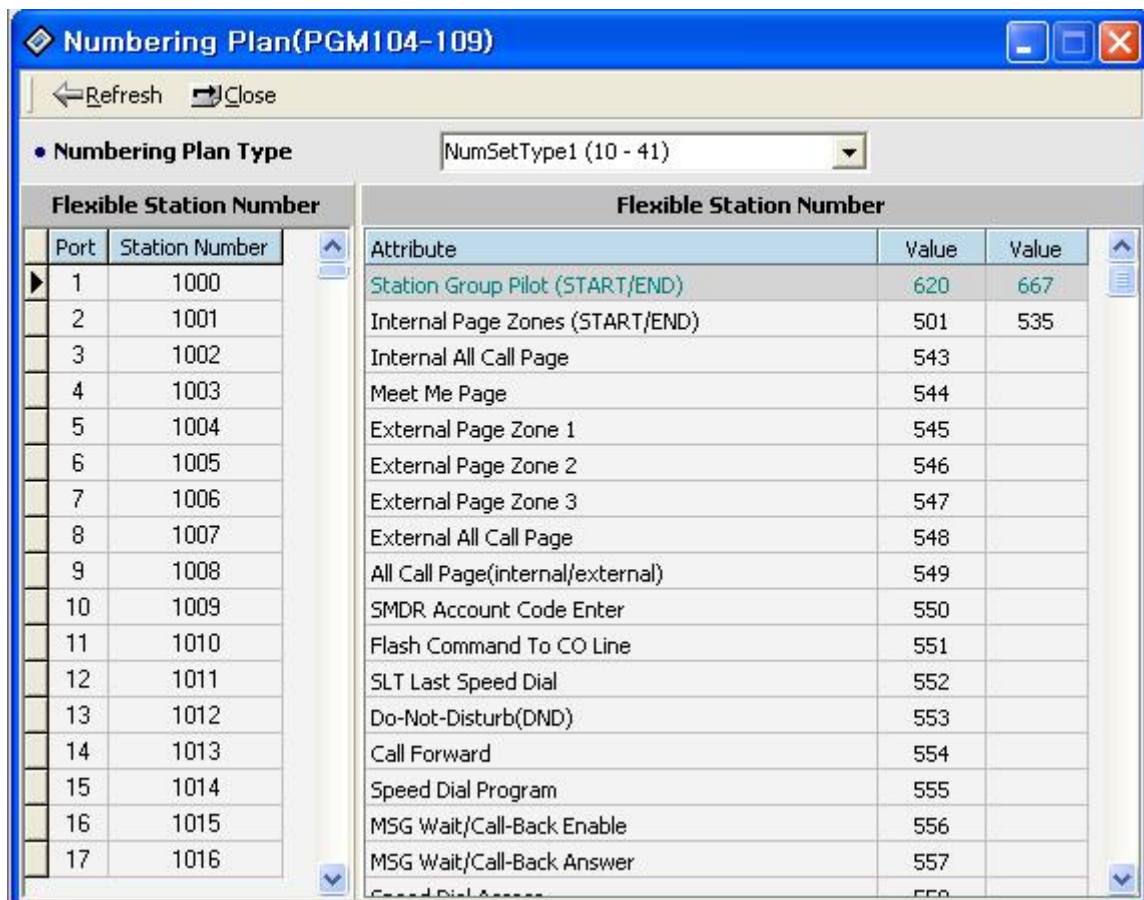 Numbering Plan(PGM104-109)
Refresh Close
• Numbering Plan Type NumSetType1 (10 - 41)
Flexible Station Number
Port Station Number
1 1000
2 1001
3 1002
4 1003
5 1004
6 1005
7 1006
8 1007
9 1008
10 1009
11 1010
12 1011
13 1012
14 1013
15 1014
16 1015
17 1016
Flexible Station Number
Attribute Value Value
Station Group Pilot (START/END) 620 667
Internal Page Zones (START/END) 501 535
Internal All Call Page 543
Meet Me Page 544
External Page Zone 1 545
External Page Zone 2 546
External Page Zone 3 547
External All Call Page 548
All Call Page(internal/external) 549
SMDR Account Code Enter 550
Flash Command To CO Line 551
SLT Last Speed Dial 552
Do-Not-Disturb(DND) 553
Call Forward 554
Speed Dial Program 555
MSG Wait/Call-Back Enable 556
MSG Wait/Call-Back Answer 557
Speed Dial Access 558